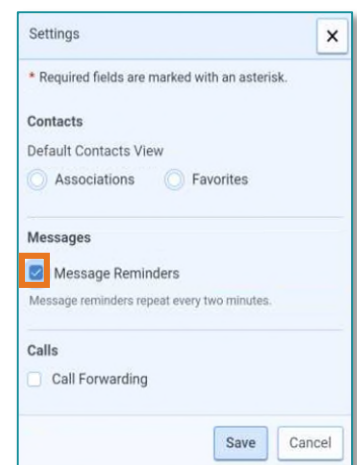 Settings
* Required fields are marked with an asterisk.
Contacts
Default Contacts View
Associations Favorites
Messages
Message Reminders
Message reminders repeat every two minutes.
Calls
Call Forwarding
Save Cancel